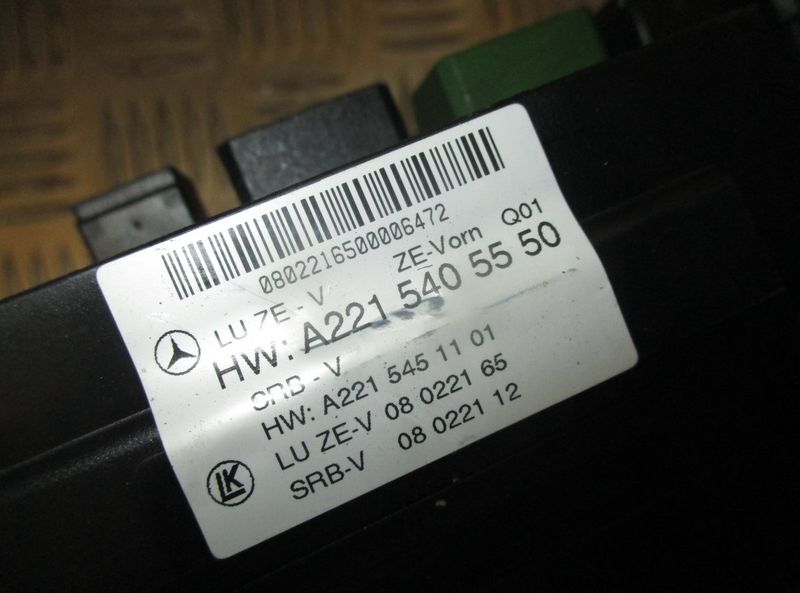 0802216500006472
LU ZE-V ZE-Vorn Q01
HW: A221 540 55 50
SRB-V
HW: A221 545 11 01
LU ZE-V 08 0221 65
SRB-V 08 0221 12
LK